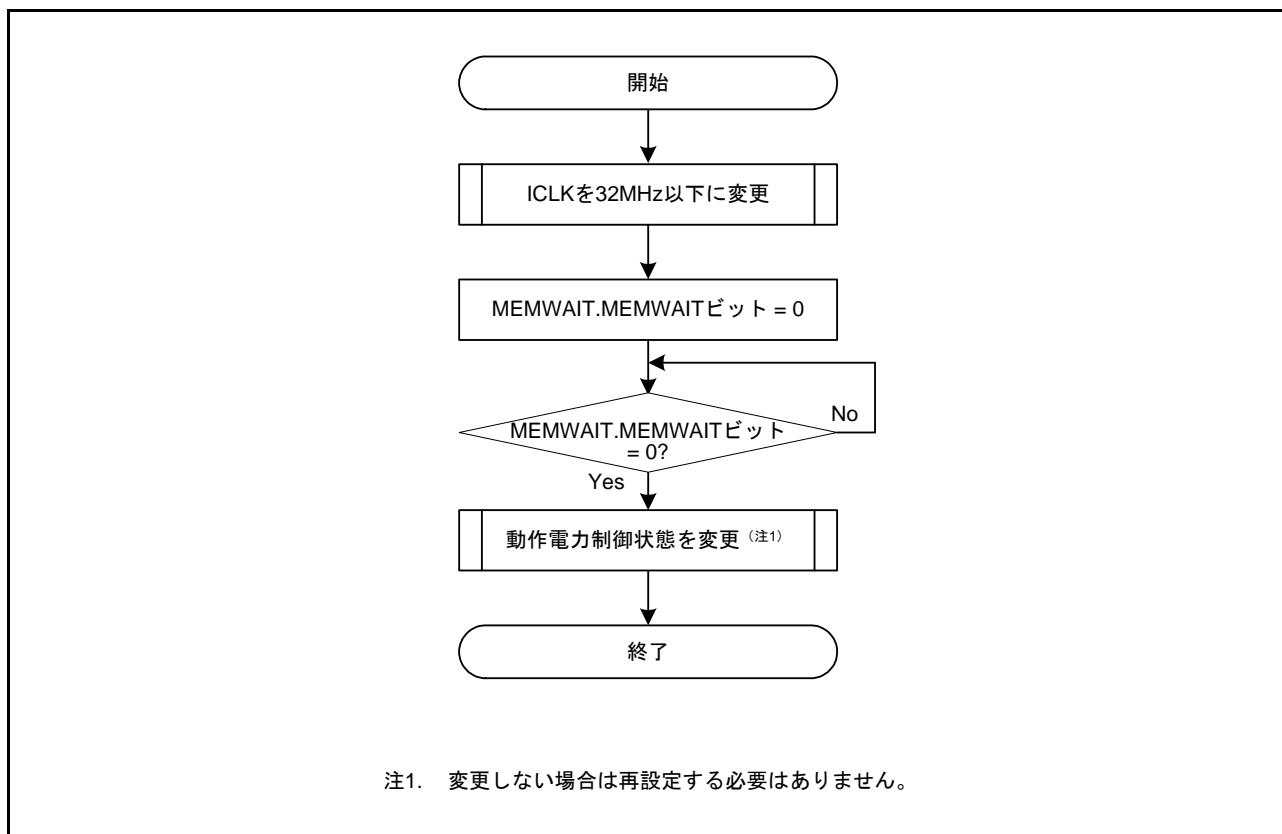 開始
ICLKを32MHz以下に変更
MEMWAIT.MEMWAITビット = 0
MEMWAIT.MEMWAITビット
= 0?
No
Yes
動作電力制御状態を変更（注1）
終了
注1. 変更しない場合は再設定する必要はありません。